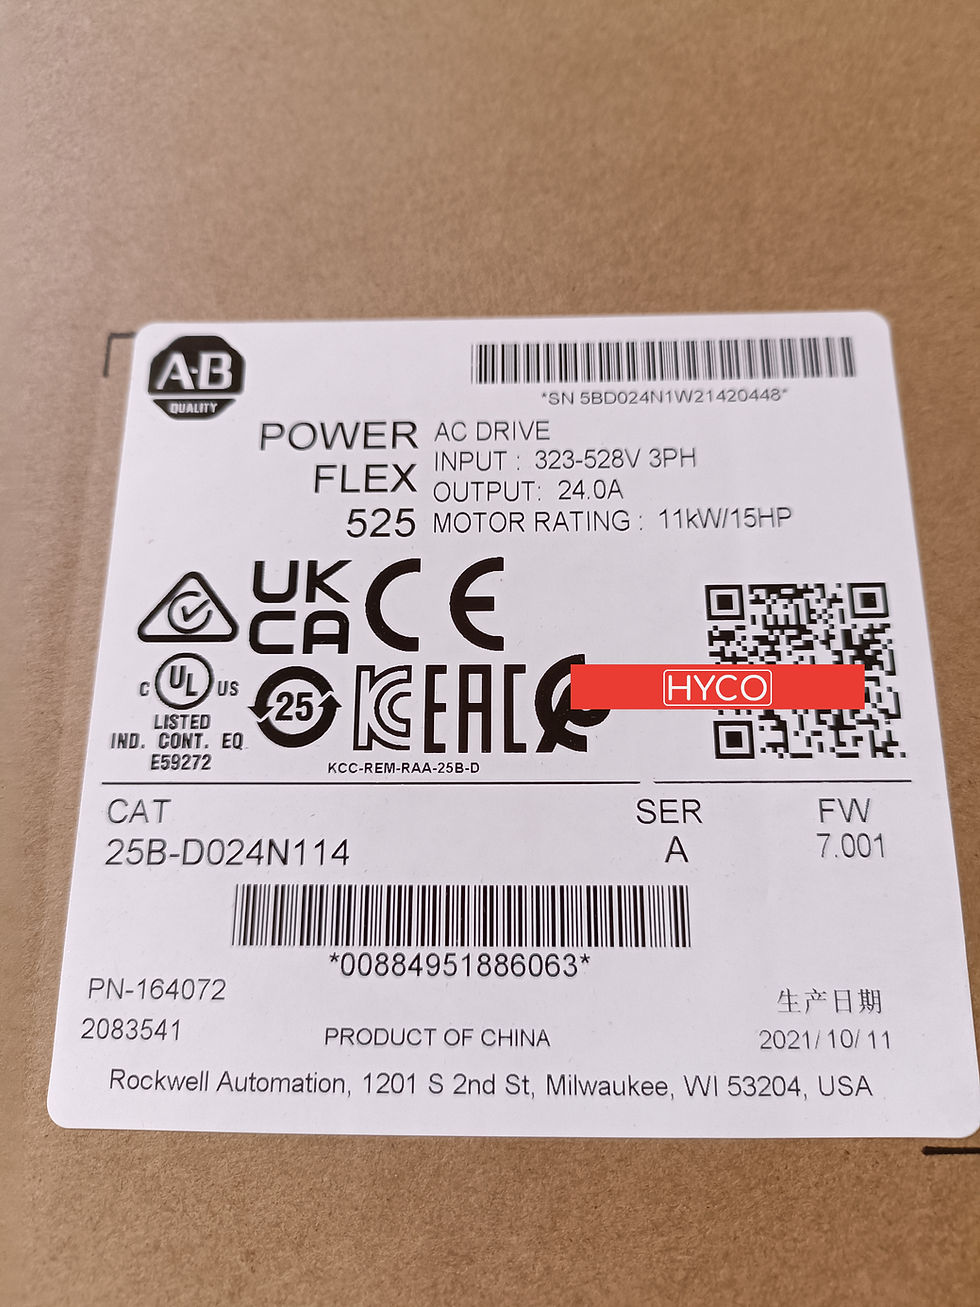 A·B
QUALITY
*SN 5BD024N1W21420448*
POWER
FLEX
525
AC DRIVE
INPUT : 323-528V 3PH
OUTPUT: 24.0A
MOTOR RATING : 11kW/15HP
UK
CA
CE
C UL US
LISTED
IND. CONT. EQ
E59272
25
KC
EAC
KCC-REM-RAA-25B-D
HYCO
CAT
25B-D024N114
SER
A
FW
7.001
*00884951886063*
PN-164072
2083541
PRODUCT OF CHINA
生产日期
2021/10/11
Rockwell Automation, 1201 S 2nd St, Milwaukee, WI 53204, USA